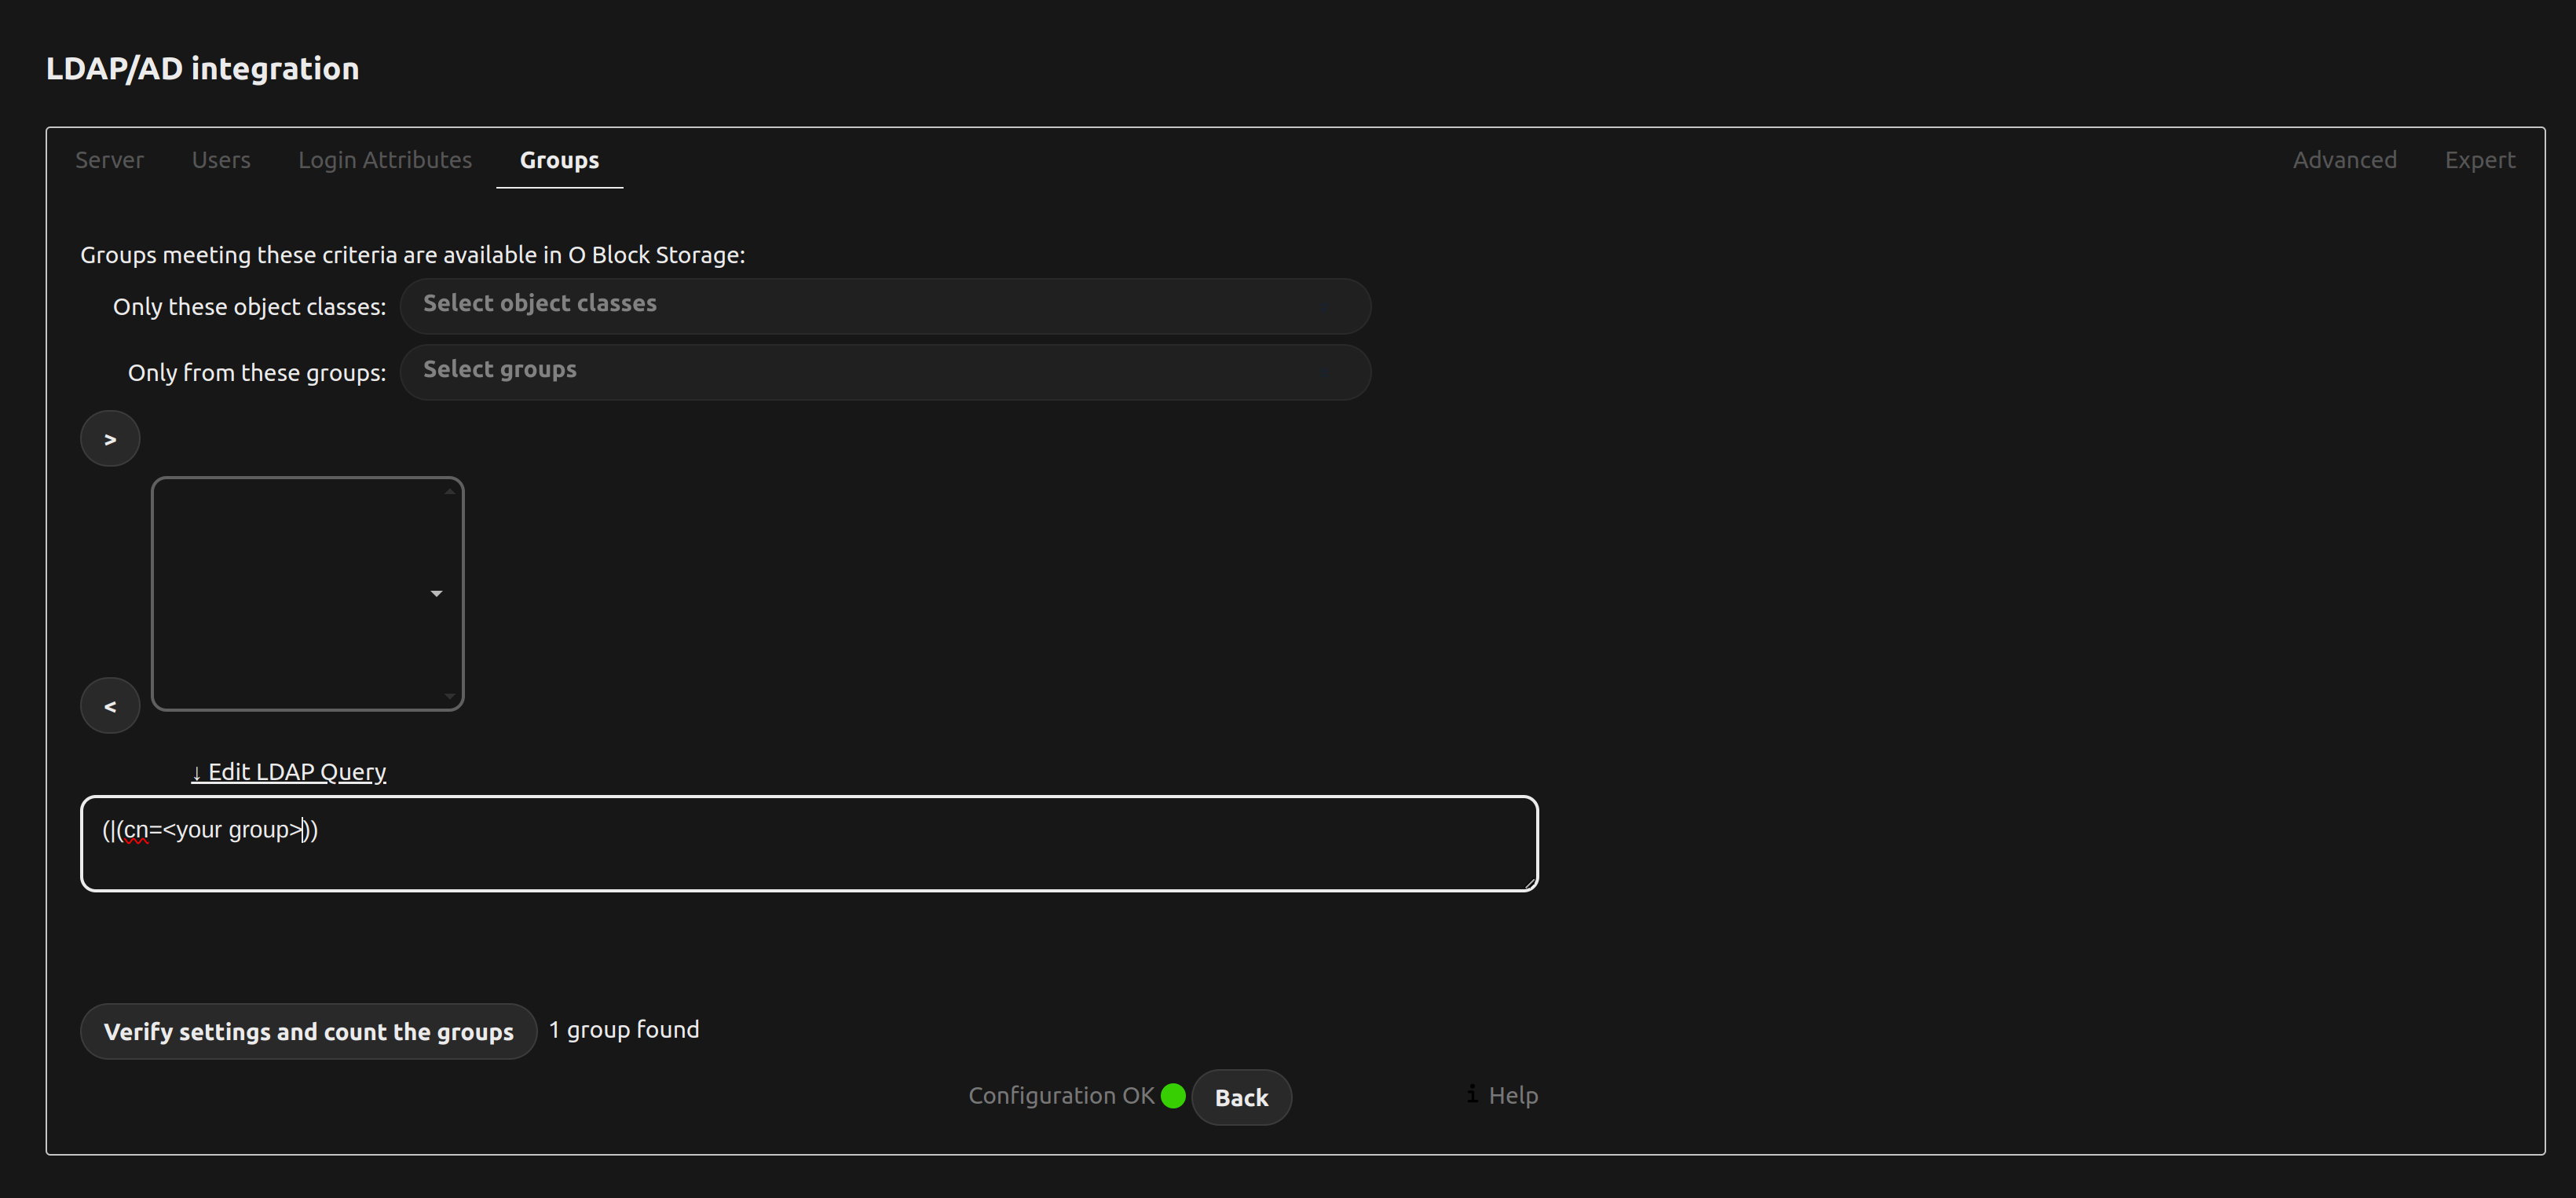 LDAP/AD integration
Server Users Login Attributes Groups Advanced Expert
Groups meeting these criteria are available in O Block Storage:
Only these object classes: Select object classes
Only from these groups: Select groups
>
<
↓ Edit LDAP Query
(|(cn=<your group>))
Verify settings and count the groups 1 group found
Configuration OK Back i Help